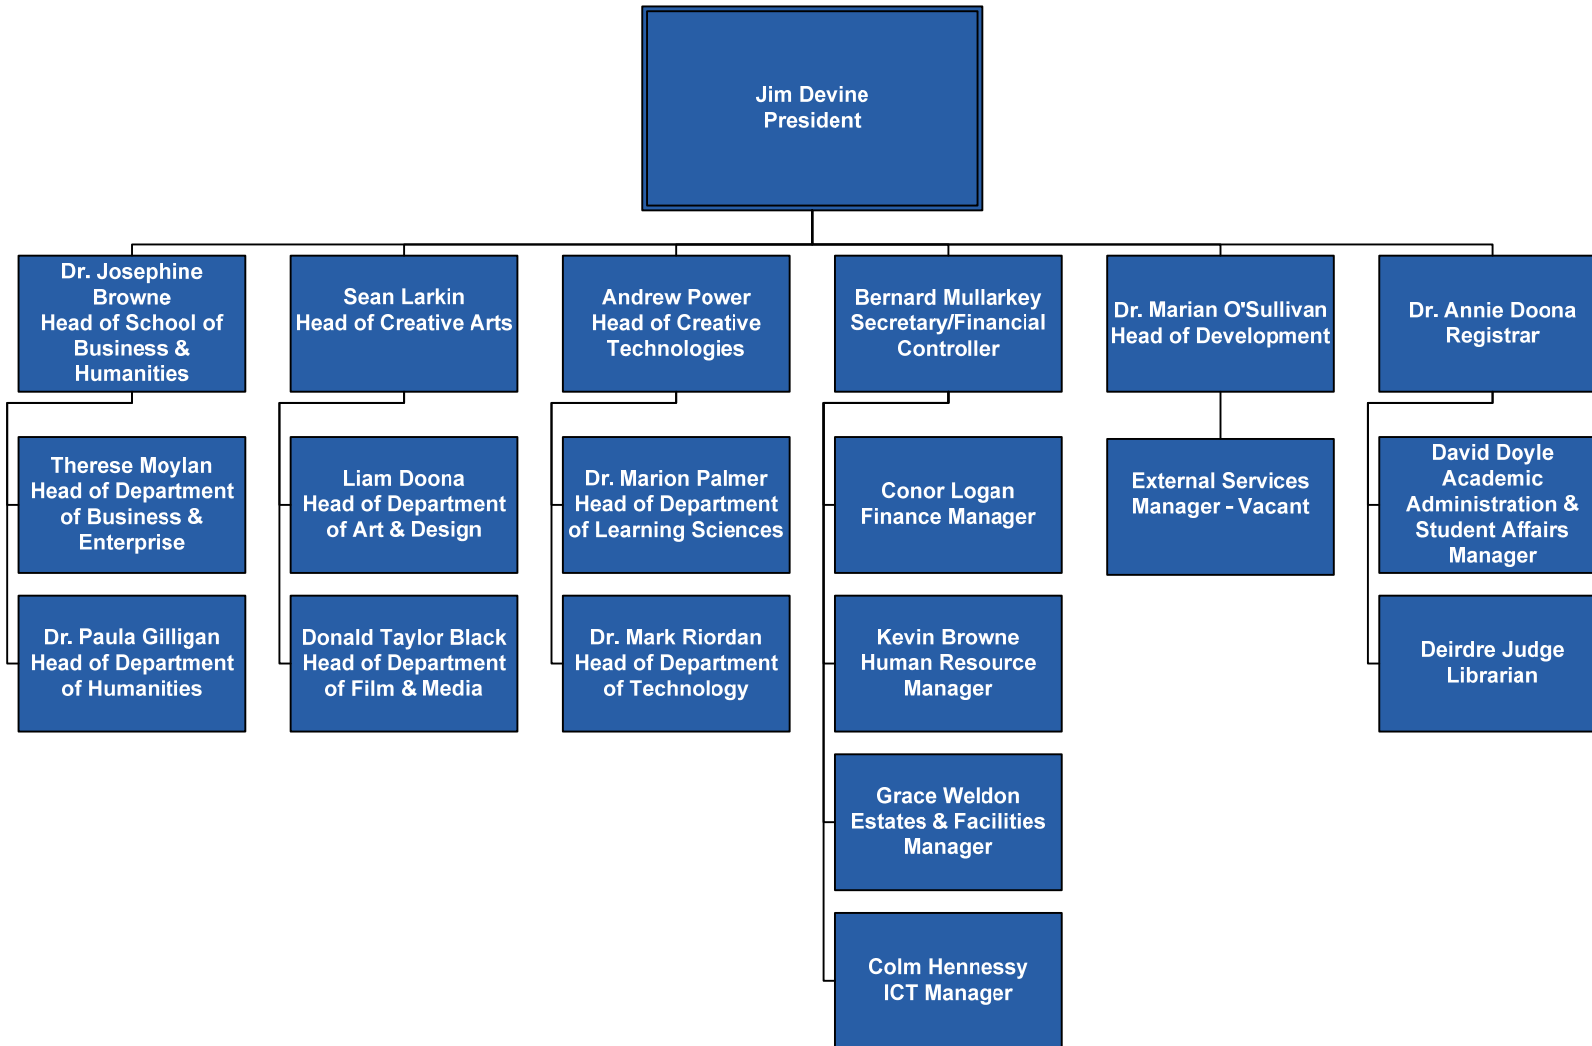 Jim Devine
President
Dr. Josephine
Browne
Head of School of
Business &
Humanities
Sean Larkin
Head of Creative Arts
Andrew Power
Head of Creative
Technologies
Bernard Mullarkey
Secretary/Financial
Controller
Dr. Marian O'Sullivan
Head of Development
Dr. Annie Doona
Registrar
Therese Moylan
Head of Department
of Business &
Enterprise
Liam Doona
Head of Department
of Art & Design
Dr. Marion Palmer
Head of Department
of Learning Sciences
Conor Logan
Finance Manager
External Services
Manager - Vacant
David Doyle
Academic
Administration &
Student Affairs
Manager
Dr. Paula Gilligan
Head of Department
of Humanities
Donald Taylor Black
Head of Department
of Film & Media
Dr. Mark Riordan
Head of Department
of Technology
Kevin Browne
Human Resource
Manager
Deirdre Judge
Librarian
Grace Weldon
Estates & Facilities
Manager
Colm Hennessy
ICT Manager